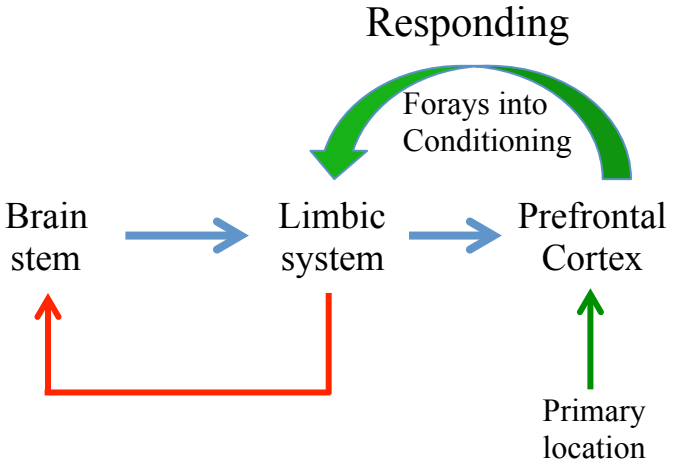 Responding
Forays into
Conditioning
Brain
stem
Limbic
system
Prefrontal
Cortex
Primary
location